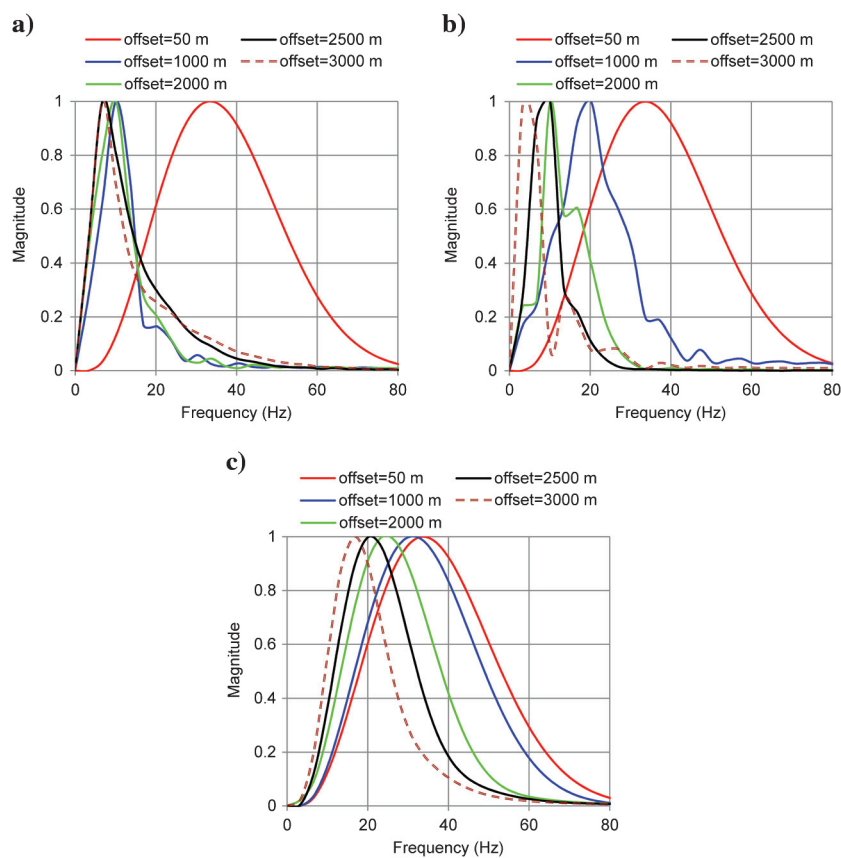 a)
offset=50 m offset=2500 m
offset=1000 m offset=3000 m
offset=2000 m
1
0.8
0.6
0.4
0.2
0
Magnitude
0 20 40 60 80
Frequency (Hz)
b)
offset=50 m offset=2500 m
offset=1000 m offset=3000 m
offset=2000 m
1
0.8
0.6
0.4
0.2
0
Magnitude
0 20 40 60 80
Frequency (Hz)
c)
offset=50 m offset=2500 m
offset=1000 m offset=3000 m
offset=2000 m
1
0.8
0.6
0.4
0.2
0
Magnitude
0 20 40 60 80
Frequency (Hz)